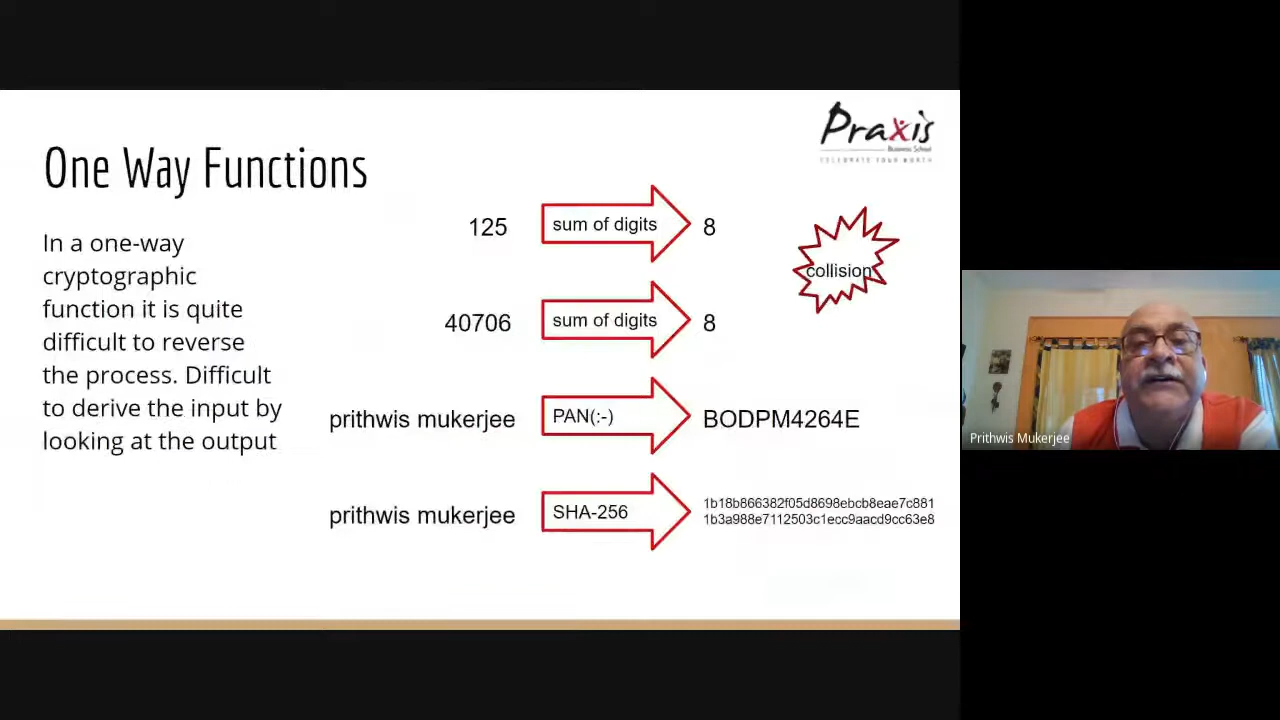 Praxis
Business School
CELEBRATE YOUR WORTH
One Way Functions
In a one-way
cryptographic
function it is quite
difficult to reverse
the process. Difficult
to derive the input by
looking at the output
125 sum of digits 8
collision
40706 sum of digits 8
prithwis mukerjee PAN(:-) BODPM4264E
prithwis mukerjee SHA-256 1b18b866382f05d8698ebcb8eae7c881
1b3a988e7112503c1ecc9aacd9cc63e8
Prithwis Mukerjee